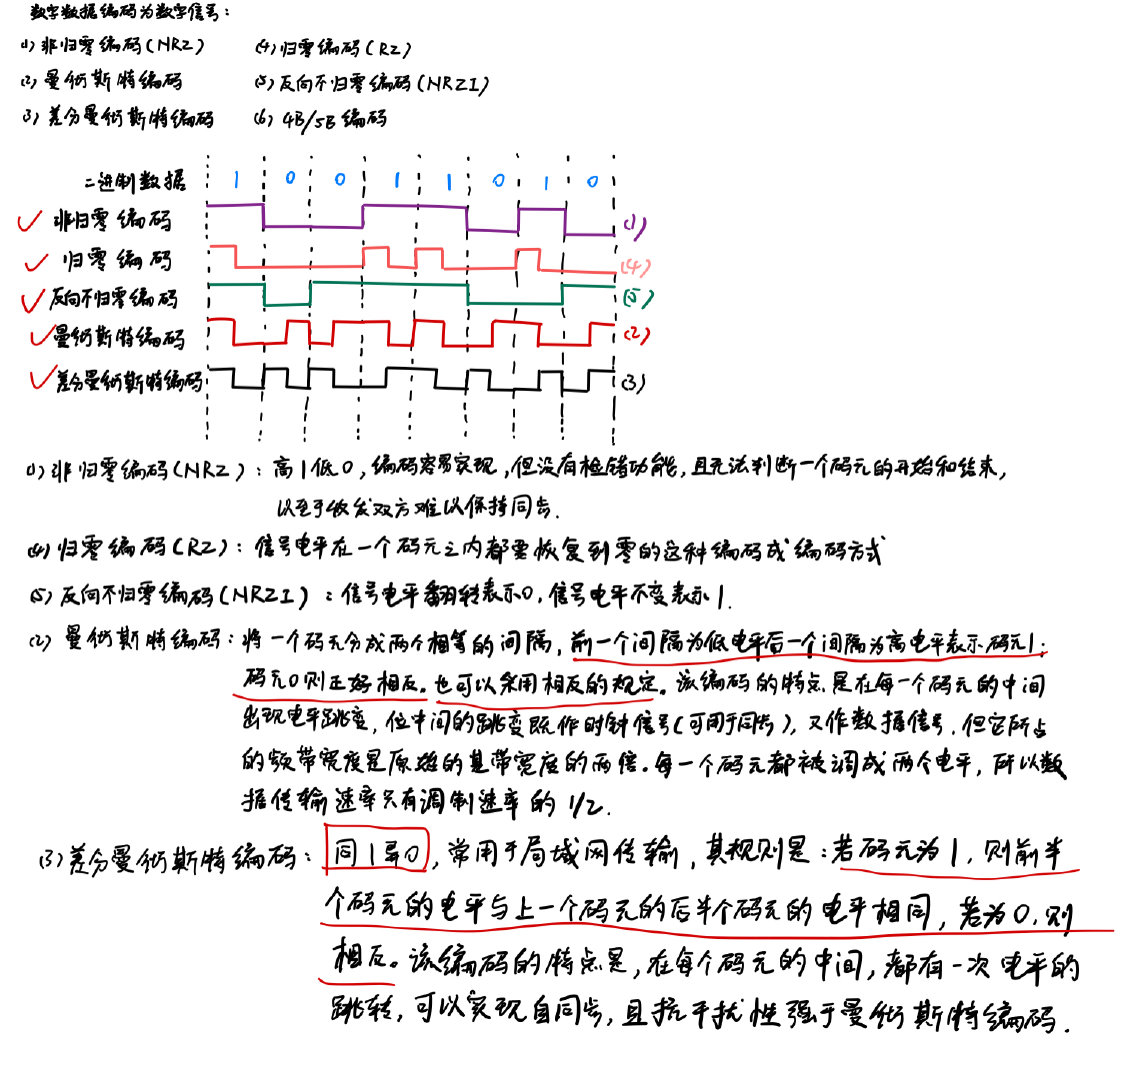 数字数据编码为数字信号：
(1) 非归零编码(NRZ) (4) 归零编码(RZ)
(2) 曼彻斯特编码 (5) 反向不归零编码(NRZI)
(3) 差分曼彻斯特编码 (6) 4B/5B编码
二进制数据 1 0 0 1 1 0 1 0
非归零编码 (1)
归零编码 (4)
反向不归零编码 (5)
曼彻斯特编码 (2)
差分曼彻斯特编码 (3)
(1) 非归零编码(NRZ)：高1低0，编码容易实现，但没有检错功能，且无法判断一个码元的开始和结束，
以至于收发双方难以保持同步.
(4) 归零编码(RZ)：信号电平在一个码元之内都要恢复到零的这种编码成编码方式
(5) 反向不归零编码(NRZI)：信号电平翻转表示0，信号电平不变表示1.
(2) 曼彻斯特编码：将一个码元分成两个相等的间隔，前一个间隔为低电平后一个间隔为高电平表示码元1；
码元0则正好相反。也可以采用相反的规定。该编码的特点是在每一个码元的中间
出现电平跳变，位中间的跳变既作时钟信号(可用于同步)，又作数据信号，但它所占
的频带宽度是原始的基带宽度的两倍。每一个码元都被调成两个电平，所以数
据传输速率只有调制速率的1/2.
(3) 差分曼彻斯特编码：同1异0，常用于局域网传输，其规则是：若码元为1，则前半
个码元的电平与上一个码元的后半个码元的电平相同，若为0，则
相反。该编码的特点是，在每个码元的中间，都有一次电平的
跳转，可以实现自同步，且抗干扰性强于曼彻斯特编码.